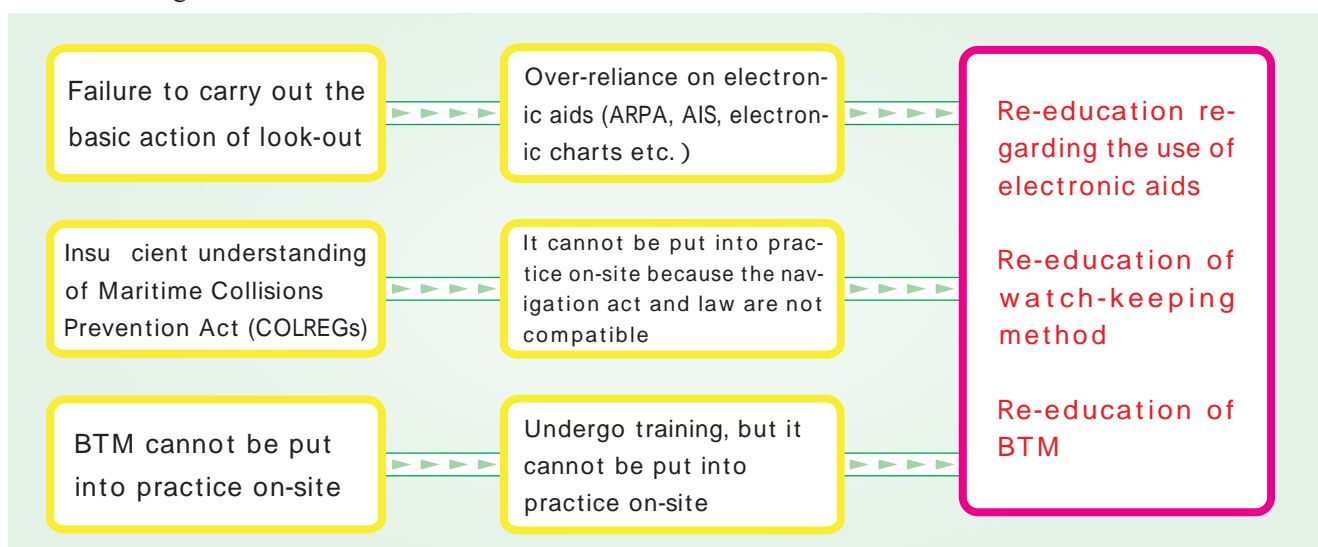 Failure to carry out the
basic action of look-out
Over-reliance on electron-
ic aids (ARPA, AIS, electron-
ic charts etc. )
Insu cient understanding
of Maritime Collisions
Prevention Act (COLREGs)
It cannot be put into prac-
tice on-site because the nav-
igation act and law are not
compatible
BTM cannot be put
into practice on-site
Undergo training, but it
cannot be put into
practice on-site
Re-education re-
garding the use of
electronic aids
Re-education of
watch-keeping
method
Re-education of
BTM